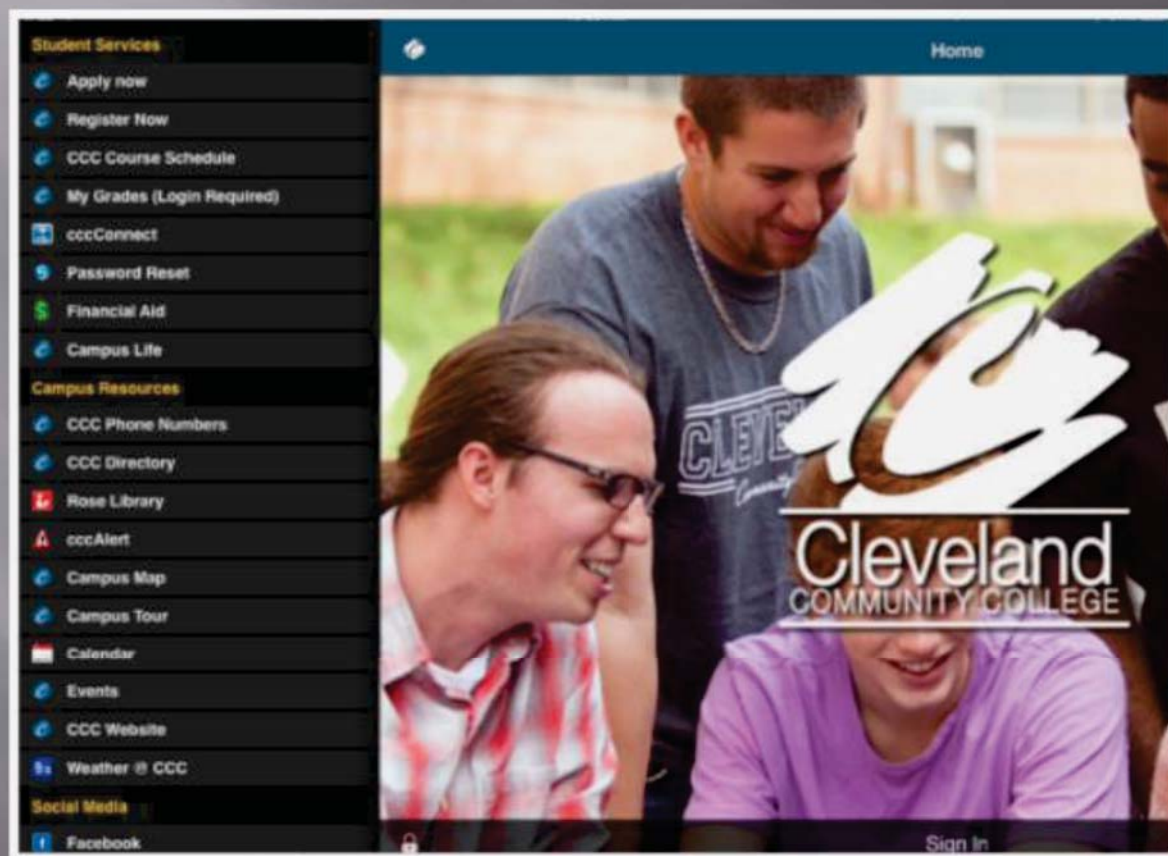 Student Services
Apply now
Register Now
CCC Course Schedule
My Grades (Login Required)
cccConnect
Password Reset
Financial Aid
Campus Life
Campus Resources
CCC Phone Numbers
CCC Directory
Rose Library
cccAlert
Campus Map
Campus Tour
Calendar
Events
CCC Website
Weather @ CCC
Social Media
Facebook
Home
CLEVEL
Community
C
Cleveland
COMMUNITY COLLEGE
Sign In